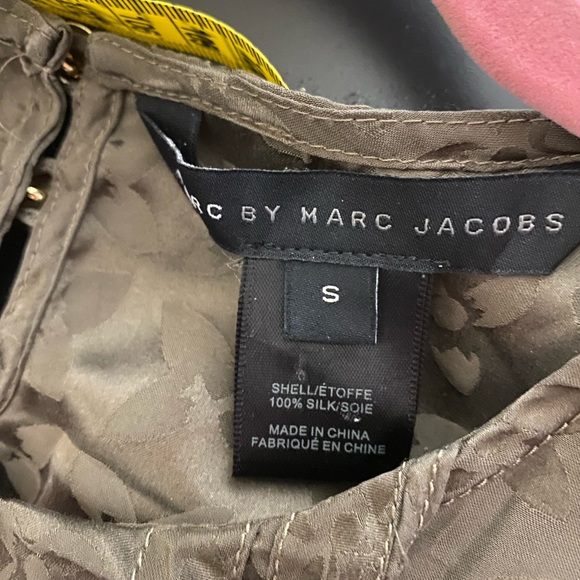 RC BY MARC JACOBS
S
SHELL/ÉTOFFE
100% SILK/SOIE
MADE IN CHINA
FABRIQUÉ EN CHINE